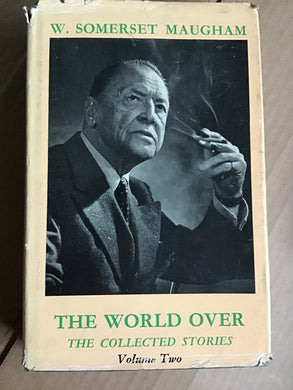 W. SOMERSET MAUGHAM
THE WORLD OVER
THE COLLECTED STORIES
Volume Two